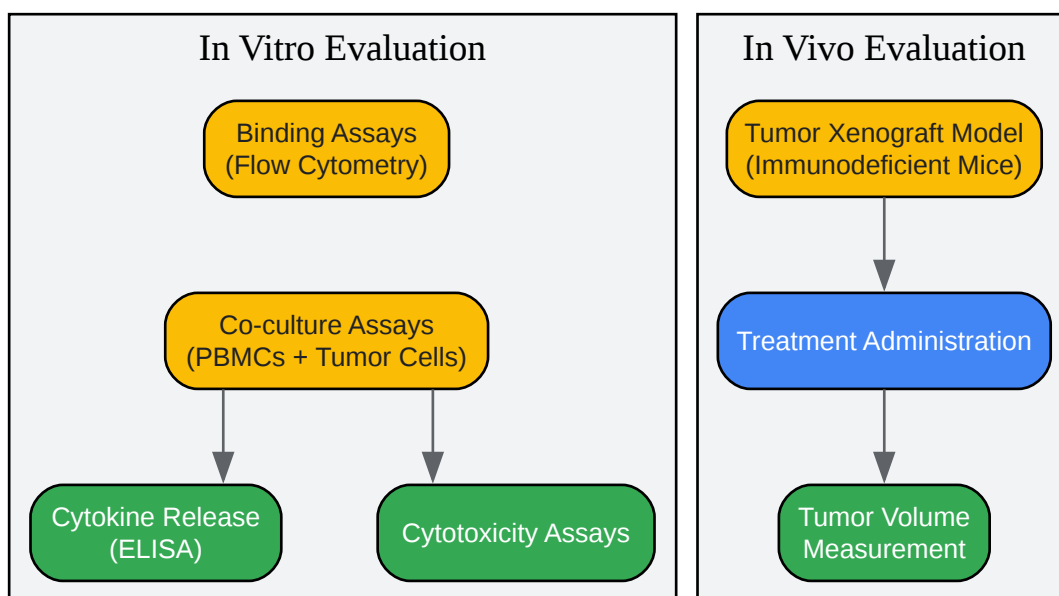 In Vitro Evaluation
Binding Assays
(Flow Cytometry)
Co-culture Assays
(PBMCs + Tumor Cells)
Cytokine Release
(ELISA)
Cytotoxicity Assays
In Vivo Evaluation
Tumor Xenograft Model
(Immunodeficient Mice)
Treatment Administration
Tumor Volume
Measurement